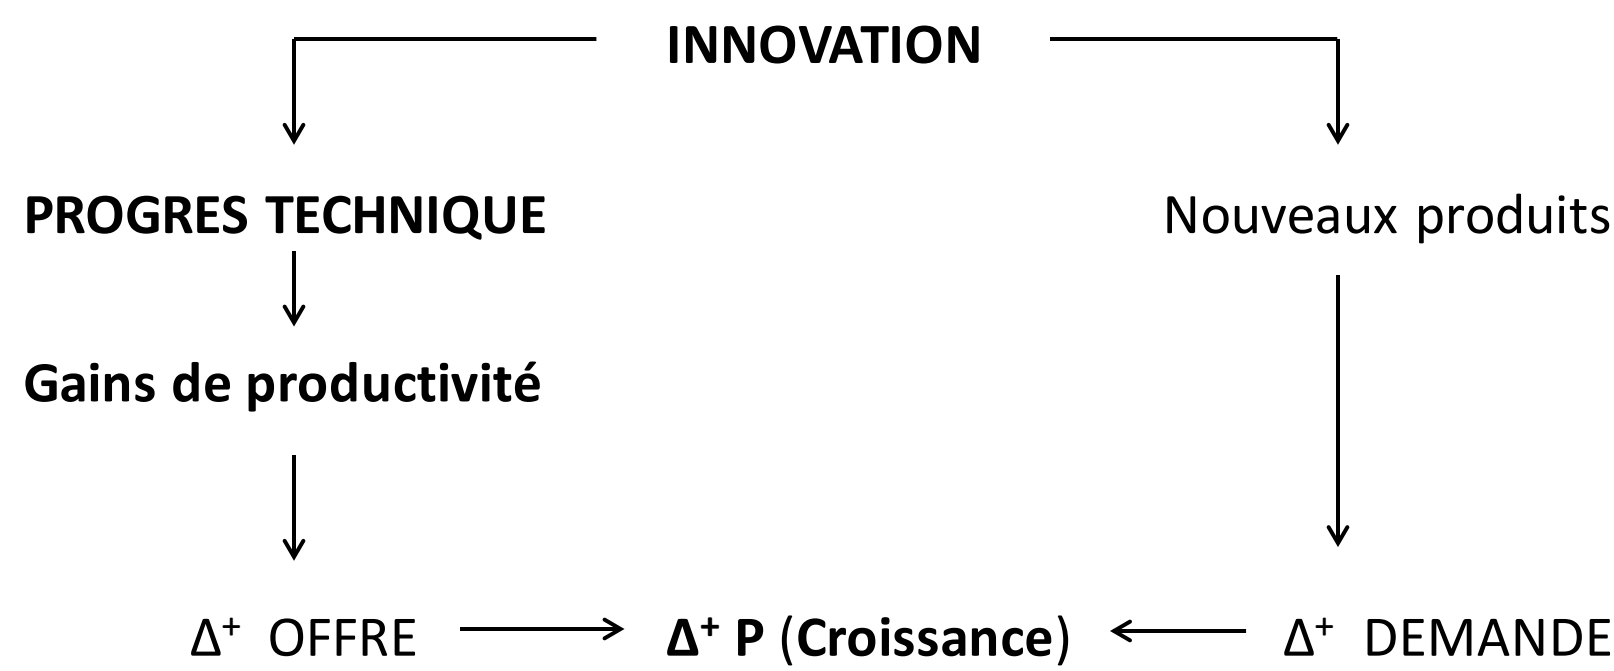 INNOVATION
PROGRES TECHNIQUE
Nouveaux produits
Gains de productivité
Δ⁺ OFFRE
Δ⁺ P (Croissance)
Δ⁺ DEMANDE